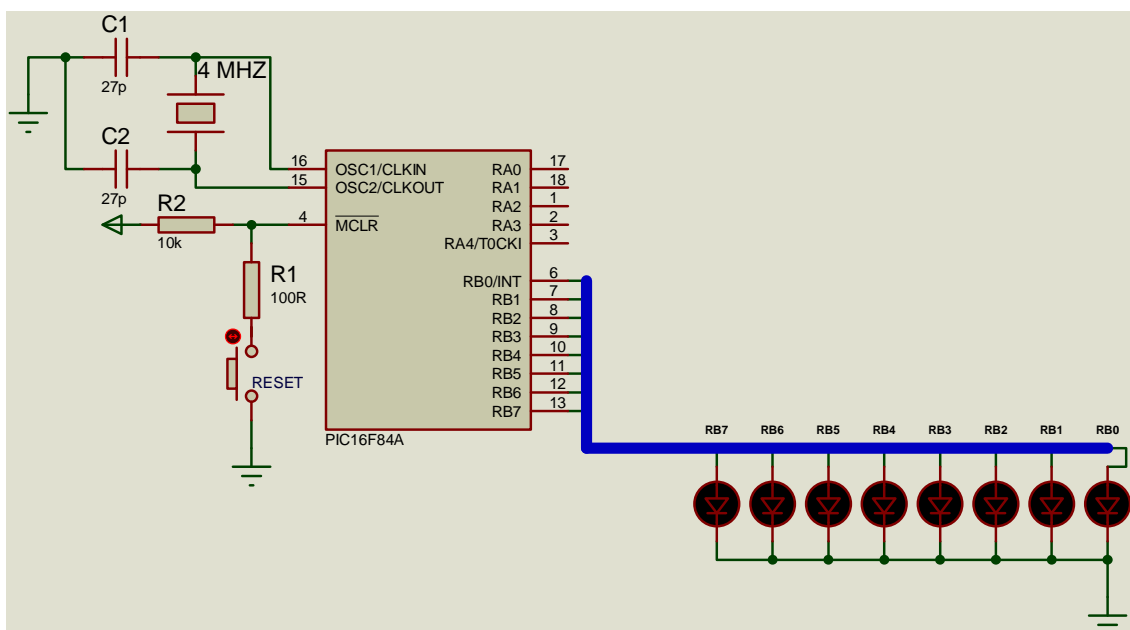 C1
27p
4 MHZ
C2
27p
R2
10k
R1
100R
RESET
16 OSC1/CLKIN
15 OSC2/CLKOUT
4 MCLR
RA0 17
RA1 18
RA2 1
RA3 2
RA4/T0CKI 3
RB0/INT 6
RB1 7
RB2 8
RB3 9
RB4 10
RB5 11
RB6 12
RB7 13
PIC16F84A
RB7 RB6 RB5 RB4 RB3 RB2 RB1 RB0